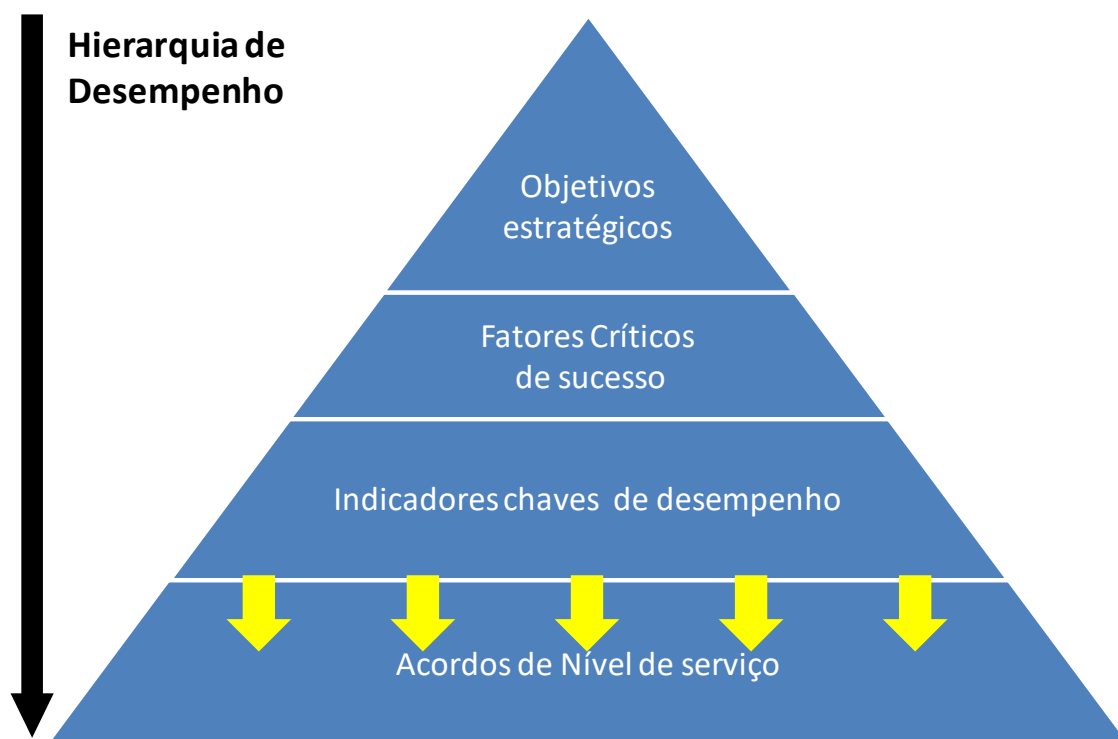 Hierarquia de
Desempenho
Objetivos
estratégicos
Fatores Críticos
de sucesso
Indicadores chaves de desempenho
Acordos de Nível de serviço